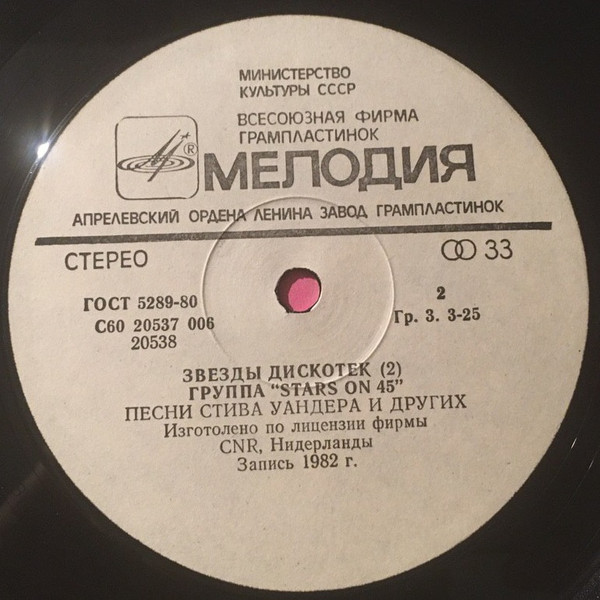 МИНИСТЕРСТВО
КУЛЬТУРЫ СССР
ВСЕСОЮЗНАЯ ФИРМА
ГРАМПЛАСТИНОК
® МЕЛОДИЯ
АПРЕЛЕВСКИЙ ОРДЕНА ЛЕНИНА ЗАВОД ГРАМПЛАСТИНОК
СТЕРЕО 33
ГОСТ 5289-80 2
С60 20537 006 Гр. 3. 3-25
20538
ЗВЕЗДЫ ДИСКОТЕК (2)
ГРУППА "STARS ON 45"
ПЕСНИ СТИВА УАНДЕРА И ДРУГИХ
Изготолено по лицензии фирмы
CNR, Нидерланды
Запись 1982 г.